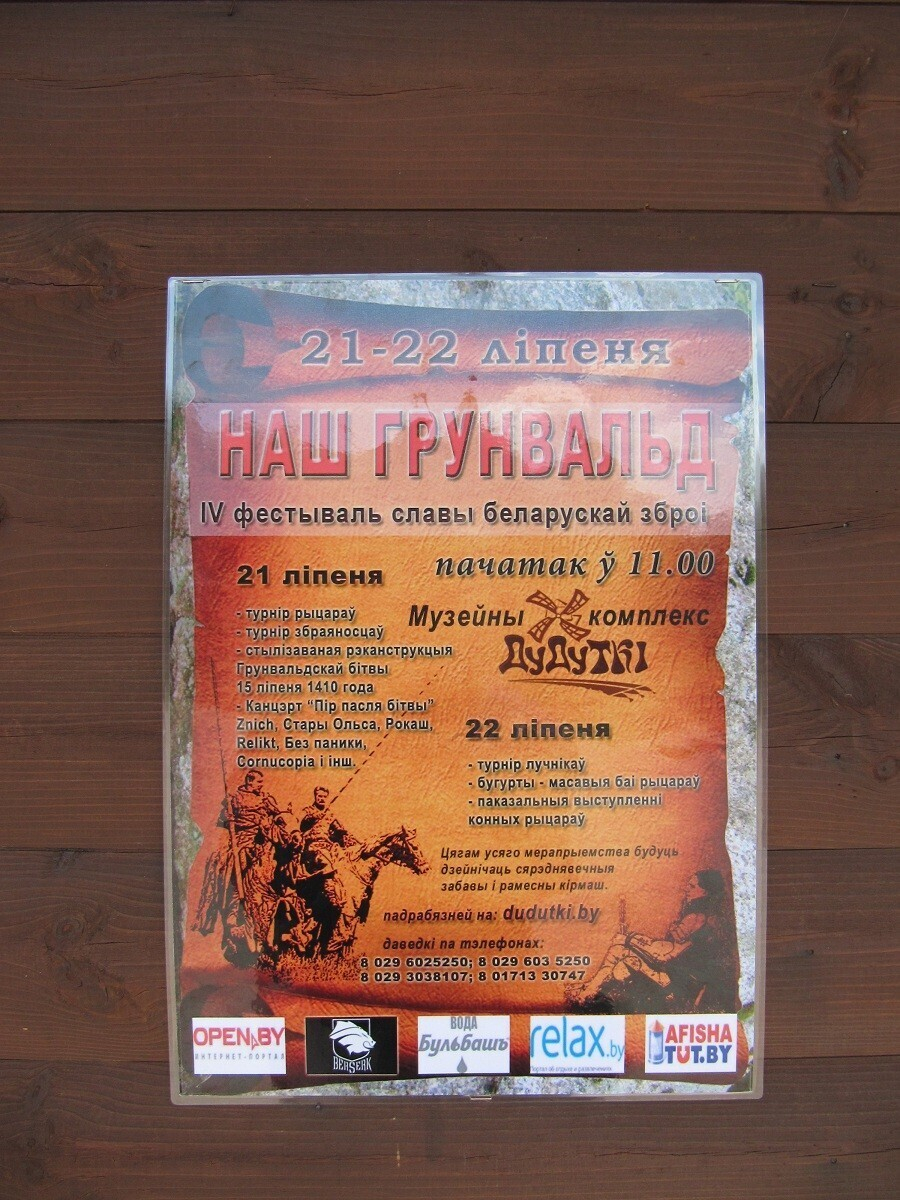 21-22 ліпеня
НАШ ГРУНВАЛЬД
IV фестываль славы беларускай зброі
пачатак ў 11.00
21 ліпеня
- турнір рыцараў
- турнір збраяносцаў
- стылізаваная рэканструкцыя
Грунвальдскай бітвы
15 ліпеня 1410 года
- Канцэрт "Пір пасля бітвы"
Znich, Стары Ольса, Рокаш,
Relikt, Без паники,
Cornucopia і інш.
Музейны комплекс
ДУДУТКІ
22 ліпеня
- турнір лучнікаў
- бугурты - масавыя баі рыцараў
- паказальныя выступленні
конных рыцараў
Цягам усяго мерапрыемства будуць
дзейнічаць сярэднявечныя
забавы і рамесны кірмаш.
падрабязней на: dudutki.by
даведкі па тэлефонах:
8 029 6025250; 8 029 603 5250
8 029 3038107; 8 01713 30747
OPEN.BY
ИНТЕРНЕТ-ПОРТАЛ
BERSERK
ВОДА
Бульбашъ
relax.by
Портал об отдыхе и развлечениях
AFISHA
TUT.BY